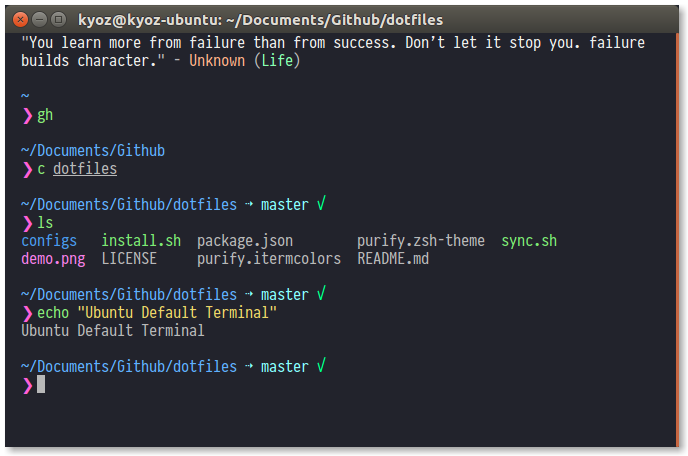 kyoz@kyoz-ubuntu: ~/Documents/Github/dotfiles
"You learn more from failure than from success. Don’t let it stop you. failure
builds character." - Unknown (Life)
~
❯ gh
~/Documents/Github
❯ c dotfiles
~/Documents/Github/dotfiles ⇢ master √
❯ ls
configs install.sh package.json purify.zsh-theme sync.sh
demo.png LICENSE purify.itermcolors README.md
~/Documents/Github/dotfiles ⇢ master √
❯ echo "Ubuntu Default Terminal"
Ubuntu Default Terminal
~/Documents/Github/dotfiles ⇢ master √
❯